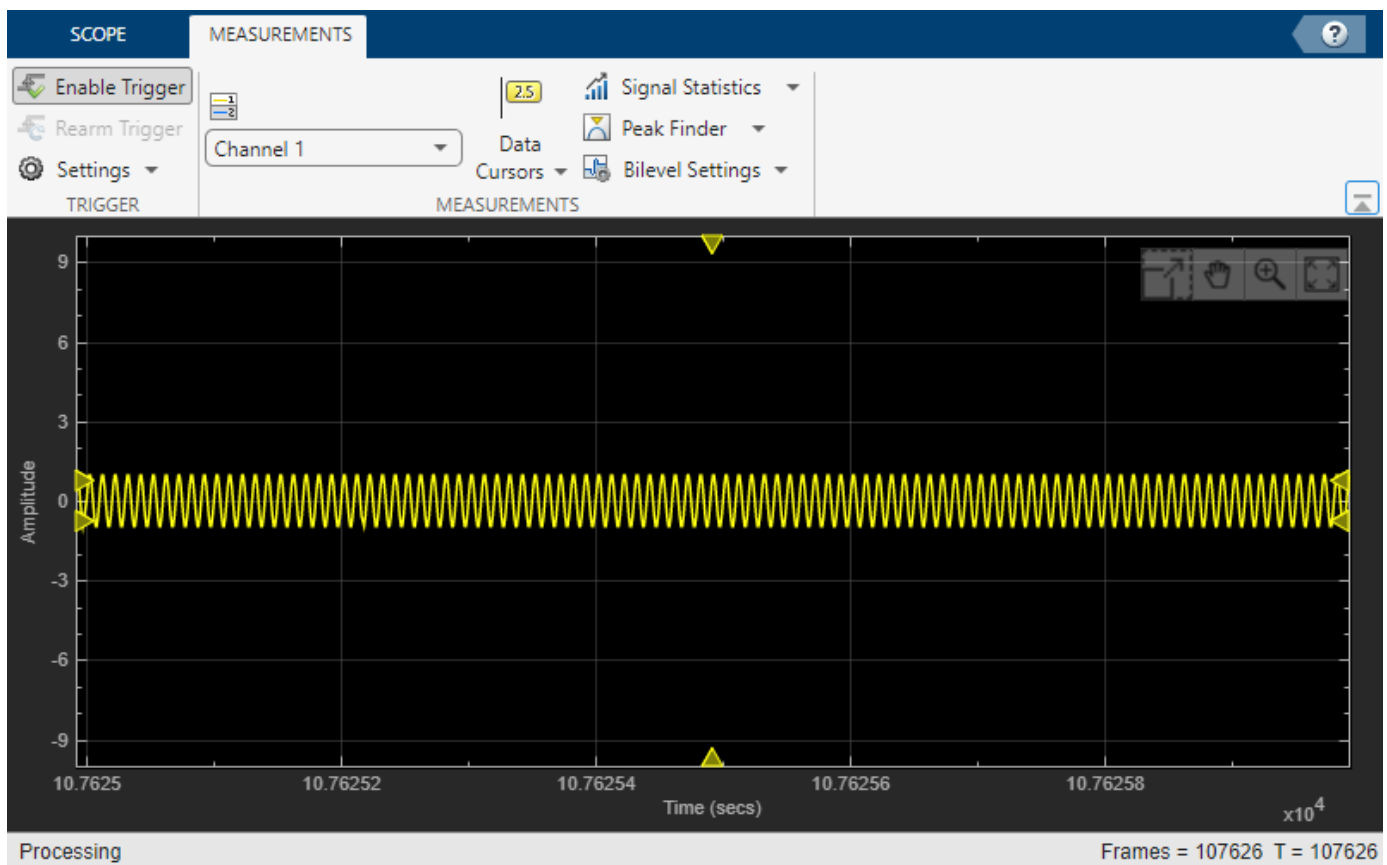 SCOPE MEASUREMENTS ?
Enable Trigger
Rearm Trigger
Settings
TRIGGER
1
2
Channel 1
2.5
Data
Cursors
Signal Statistics
Peak Finder
Bilevel Settings
MEASUREMENTS
9
6
3
0
-3
-6
-9
Amplitude
10.7625 10.76252 10.76254 10.76256 10.76258
Time (secs)
x10^4
Processing Frames = 107626 T = 107626